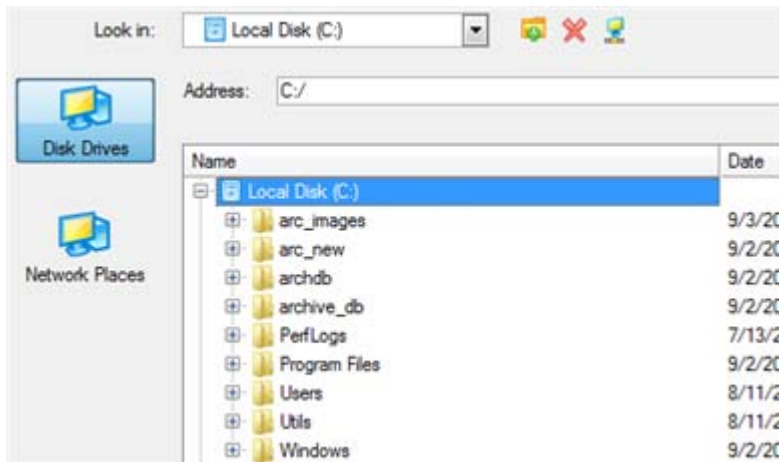 Look in: Local Disk (C:)
Address: C:/
Disk Drives
Name Date
Local Disk (C:)
arc_images 9/3/20
arc_new 9/2/20
archdb 9/2/20
archive_db 9/2/20
Network Places
PerfLogs 7/13/2
Program Files 9/2/20
Users 8/11/2
Utils 8/11/2
Windows 9/2/20